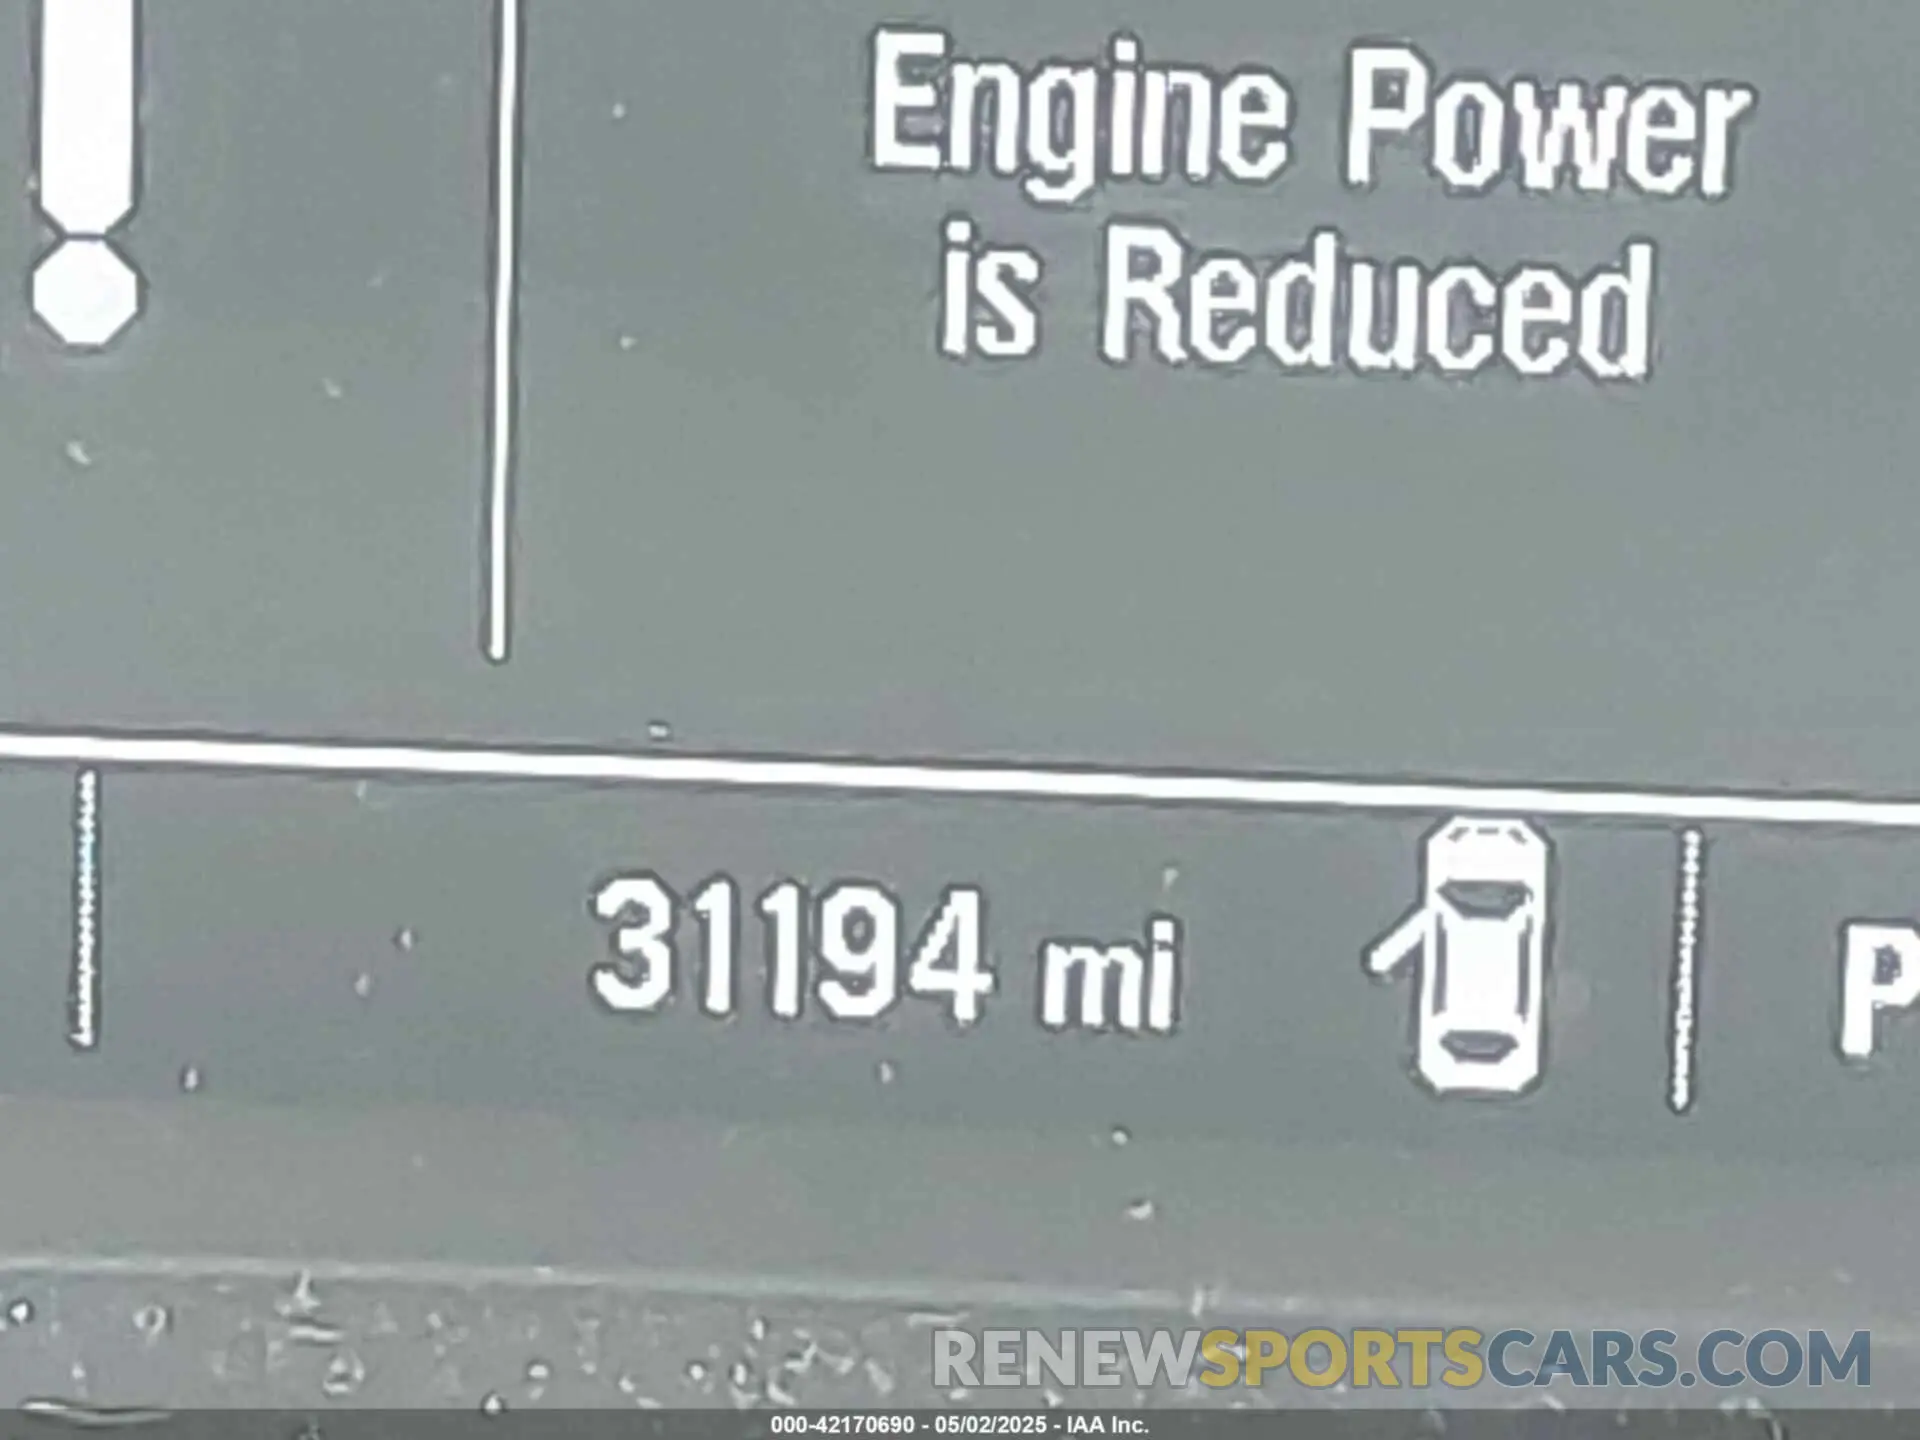 Engine Power
is Reduced
31194 mi
P
RENEWSPORTSCARS.COM
000-42170690 - 05/02/2025 - IAA Inc.